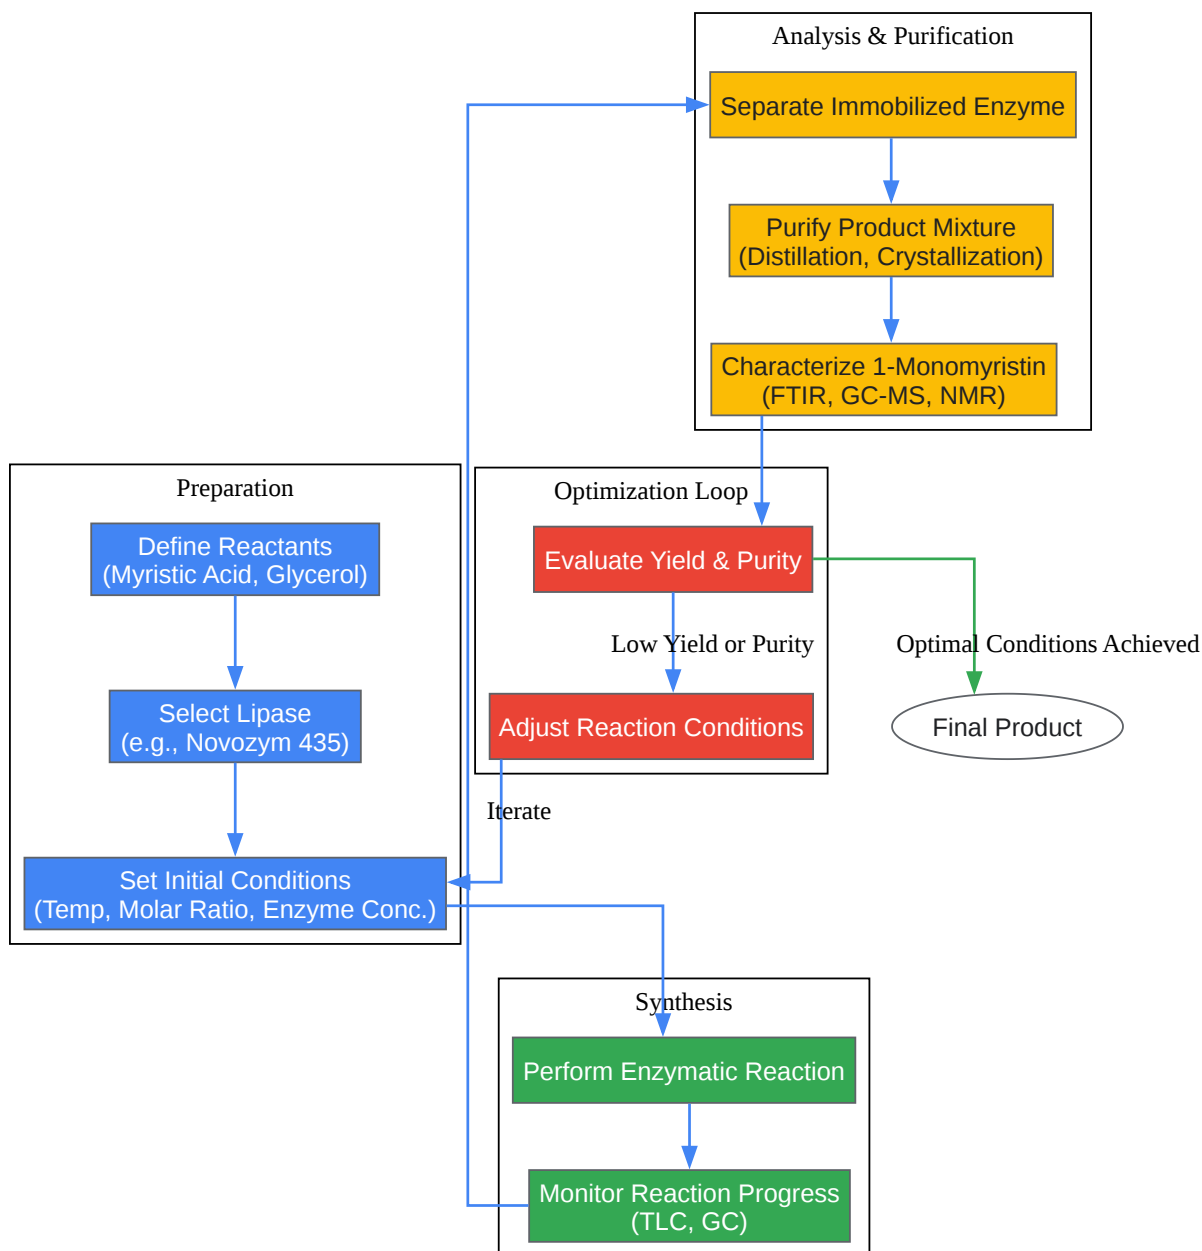 Analysis & Purification
Separate Immobilized Enzyme
Purify Product Mixture
(Distillation, Crystallization)
Characterize 1-Monomyristin
(FTIR, GC-MS, NMR)
Preparation
Define Reactants
(Myristic Acid, Glycerol)
Select Lipase
(e.g., Novozym 435)
Set Initial Conditions
(Temp, Molar Ratio, Enzyme Conc.)
Optimization Loop
Evaluate Yield & Purity
Low Yield or Purity
Adjust Reaction Conditions
Iterate
Optimal Conditions Achieved
Final Product
Synthesis
Perform Enzymatic Reaction
Monitor Reaction Progress
(TLC, GC)